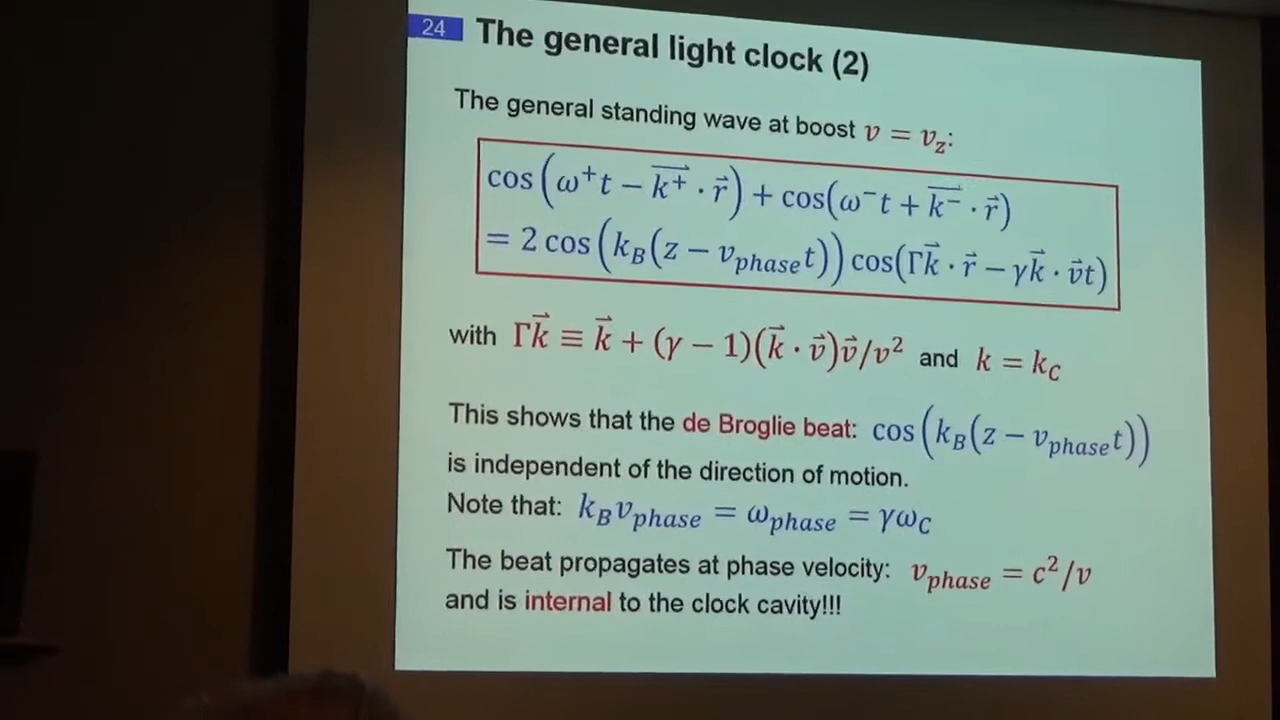 24 The general light clock (2)
The general standing wave at boost v = v_z:
cos(ω⁺t − k⃗⁺ · r⃗) + cos(ω⁻t + k⃗⁻ · r⃗)
= 2 cos(k_B(z − v_phase t)) cos(Γk⃗ · r⃗ − γk⃗ · v⃗t)
with Γk⃗ ≡ k⃗ + (γ − 1)(k⃗ · v⃗)v⃗/v² and k = k_C
This shows that the de Broglie beat: cos(k_B(z − v_phase t))
is independent of the direction of motion.
Note that: k_B v_phase = ω_phase = γω_C
The beat propagates at phase velocity: v_phase = c²/v
and is internal to the clock cavity!!!